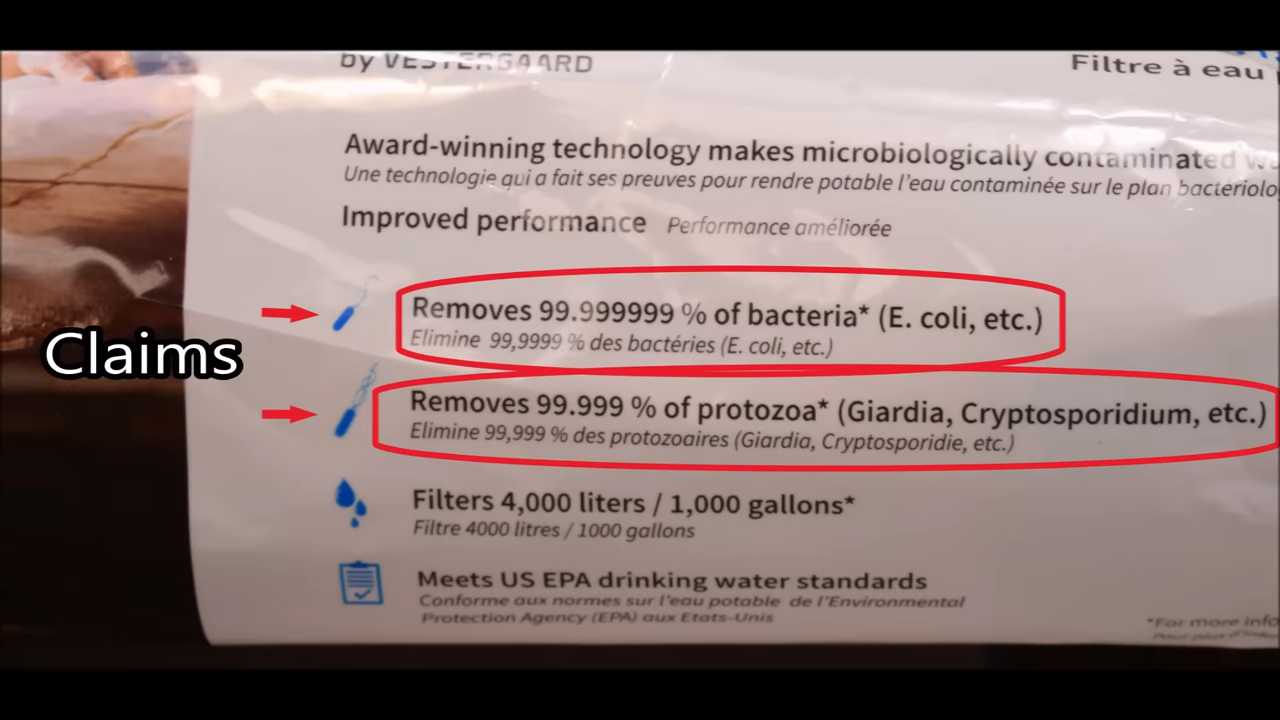 by VESTERGAARD
Filtre à eau
Award-winning technology makes microbiologically contaminated
Une technologie qui a fait ses preuves pour rendre potable l'eau contaminée sur le plan
Improved performance Performance améliorée
Removes 99.999999 % of bacteria* (E. coli, etc.)
Elimine 99,9999 % des bactéries (E. coli, etc.)
Claims
Removes 99.999 % of protozoa* (Giardia, Cryptosporidium, etc.)
Elimine 99,999 % des protozoaires (Giardia, Cryptosporidie, etc.)
Filters 4,000 liters / 1,000 gallons*
Filtre 4000 litres / 1000 gallons
Meets US EPA drinking water standards
Conforme aux normes sur l'eau potable de l'Environmental
Protection Agency (EPA) aux Etats-Unis
*For more